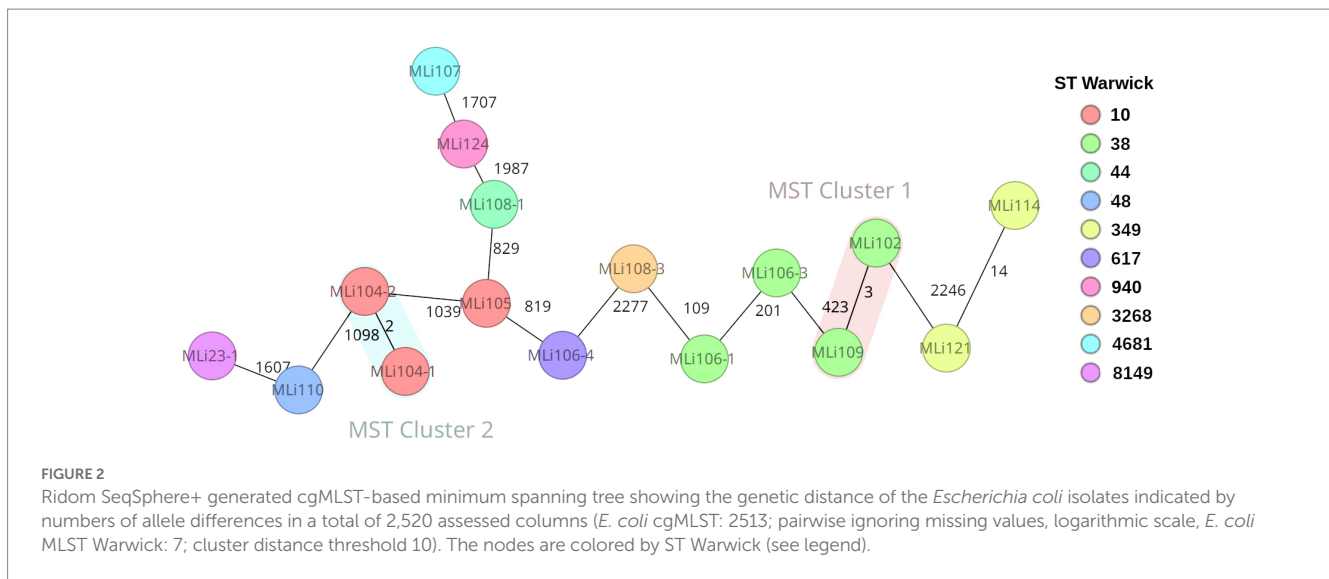 MLi107
1707
MLi124
1987
MLi108-1
829
MST Cluster 1
MLi114
MLi102
MLi108-3
MLi106-3
14
MLi104-2
1039
MLi105
819
2277
109
201
423
3
2246
1098
2
MLi23-1
1607
MLi110
MLi104-1
MLi106-4
MLi106-1
MLi109
MLi121
MST Cluster 2
ST Warwick
10
38
44
48
349
617
940
3268
4681
8149
FIGURE 2
Ridom SeqSphere+ generated cgMLST-based minimum spanning tree showing the genetic distance of the Escherichia coli isolates indicated by
numbers of allele differences in a total of 2,520 assessed columns (E. coli cgMLST: 2513; pairwise ignoring missing values, logarithmic scale, E. coli
MLST Warwick: 7; cluster distance threshold 10). The nodes are colored by ST Warwick (see legend).